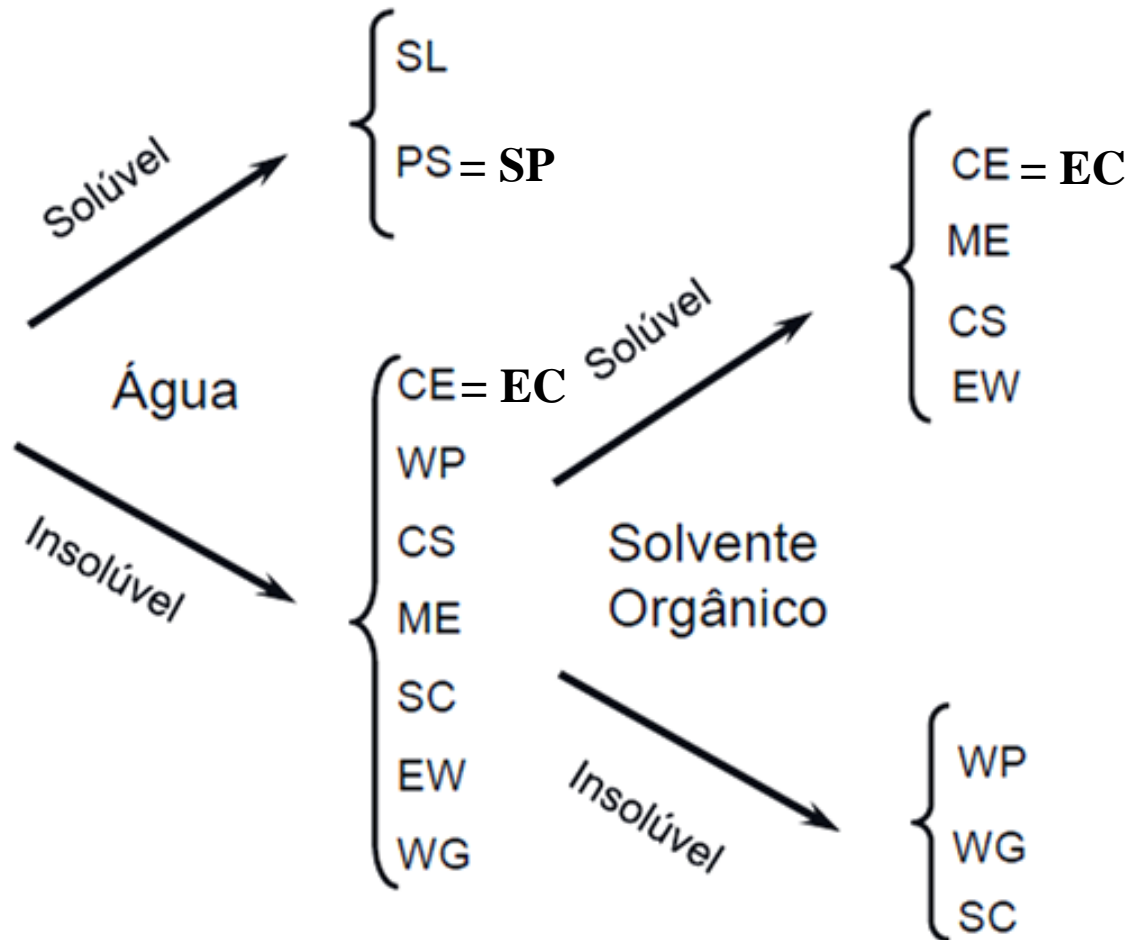 SL
PS = SP
Solúvel
Água
Insolúvel
CE = EC
WP
CS
ME
SC
EW
WG
Solúvel
Solvente
Orgânico
Insolúvel
CE = EC
ME
CS
EW
WP
WG
SC